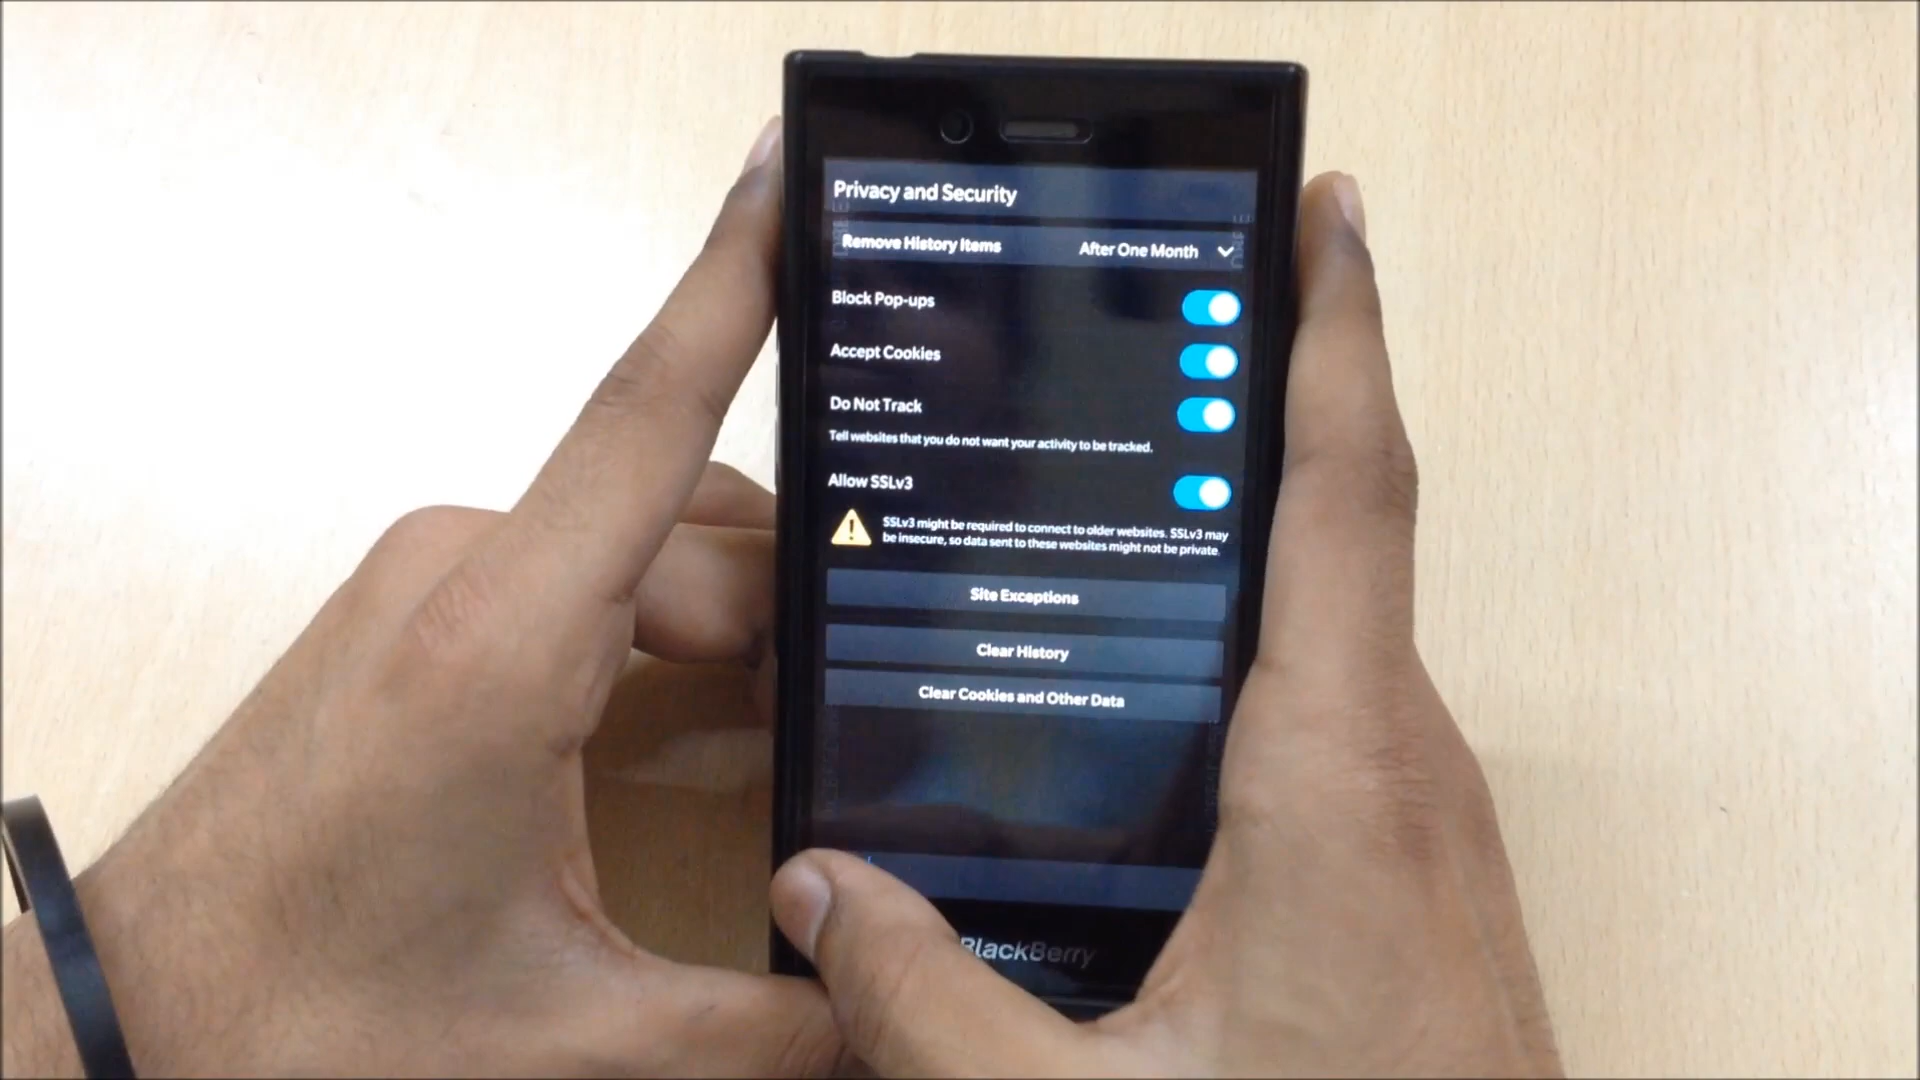 Privacy and Security
Remove History Items After One Month
Block Pop-ups
Accept Cookies
Do Not Track
Tell websites that you do not want your activity to be tracked.
Allow SSLv3
SSLv3 might be required to connect to older websites. SSLv3 may
be insecure, so data sent to these websites might not be private.
Site Exceptions
Clear History
Clear Cookies and Other Data
BlackBerry